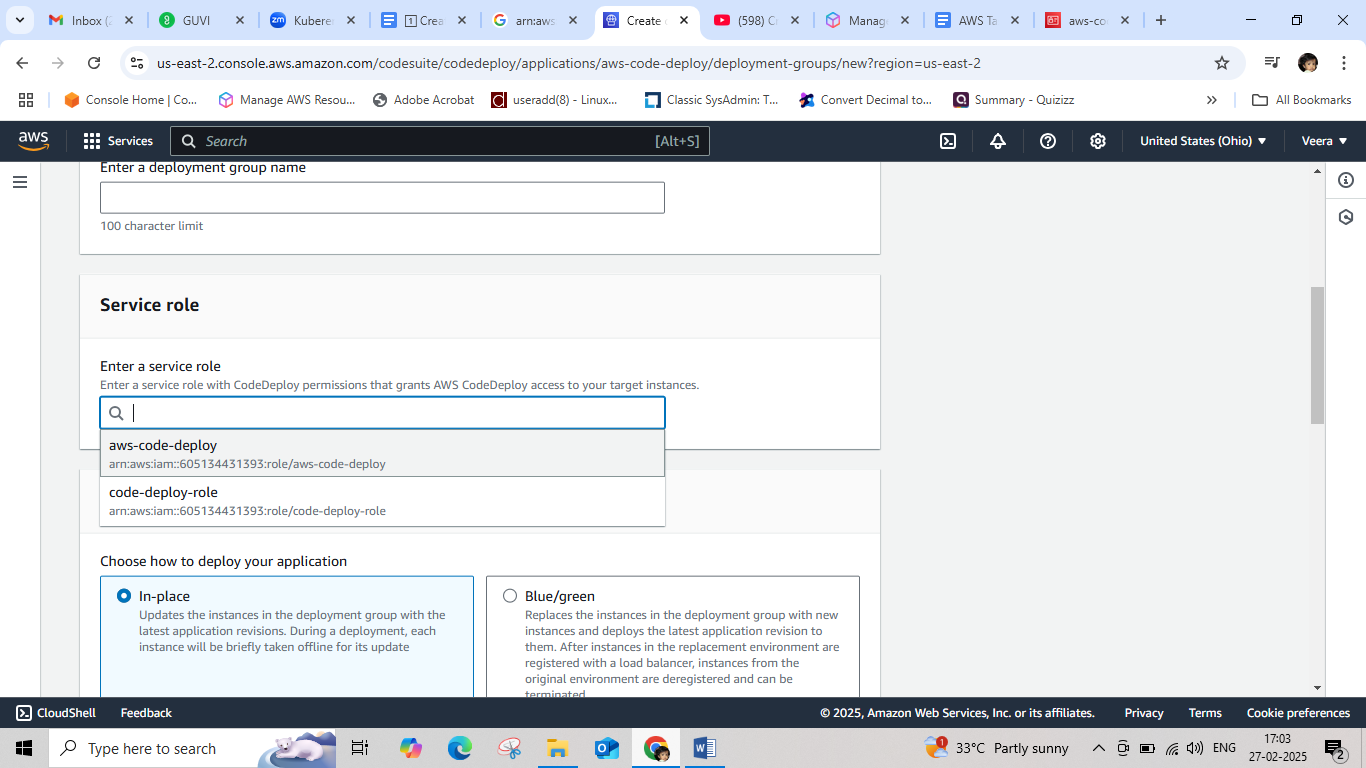 Inbox (2
GUVI
Kubere
1 Crea
arn:aws
Create
(598) C
Manag
AWS Ta
aws-co
us-east-2.console.aws.amazon.com/codesuite/codedeploy/applications/aws-code-deploy/deployment-groups/new?region=us-east-2
Console Home | Co...
Manage AWS Resou...
Adobe Acrobat
useradd(8) - Linux...
Classic SysAdmin: T...
Convert Decimal to...
Summary - Quizizz
»
All Bookmarks
aws
Services
Search
[Alt+S]
United States (Ohio)
Veera
Enter a deployment group name
100 character limit
Service role
Enter a service role
Enter a service role with CodeDeploy permissions that grants AWS CodeDeploy access to your target instances.
aws-code-deploy
arn:aws:iam::605134431393:role/aws-code-deploy
code-deploy-role
arn:aws:iam::605134431393:role/code-deploy-role
Choose how to deploy your application
In-place
Updates the instances in the deployment group with the
latest application revisions. During a deployment, each
instance will be briefly taken offline for its update
Blue/green
Replaces the instances in the deployment group with new
instances and deploys the latest application revision to
them. After instances in the replacement environment are
registered with a load balancer, instances from the
original environment are deregistered and can be
terminated.
CloudShell
Feedback
© 2025, Amazon Web Services, Inc. or its affiliates.
Privacy
Terms
Cookie preferences
Type here to search
1
33°C Partly sunny
ENG
17:03
27-02-2025
2